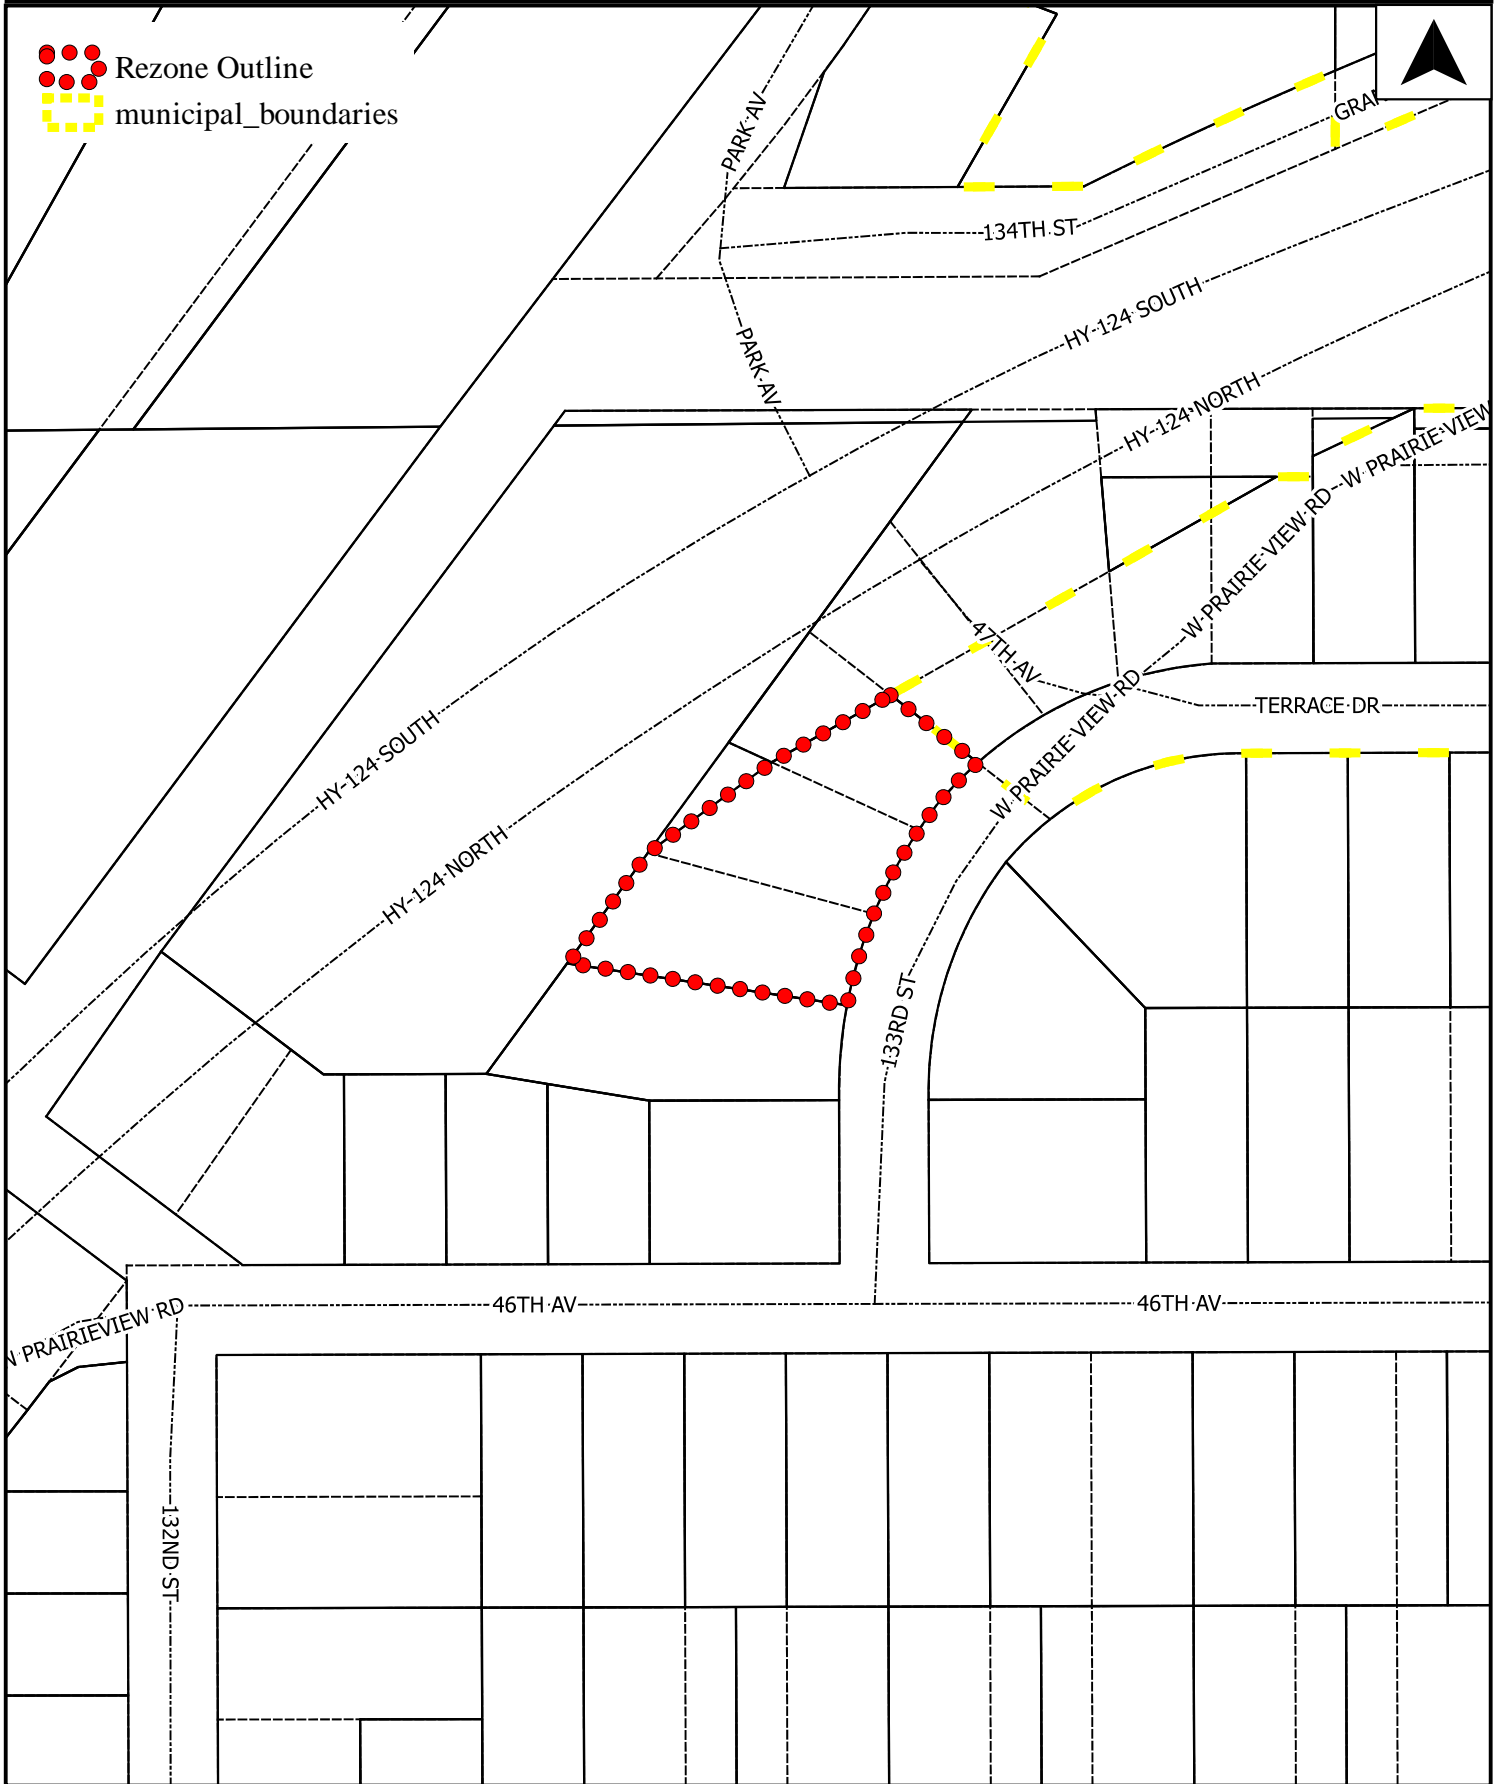 Rezone Outline
municipal_boundaries
PARK AV
134TH ST
HY-124 SOUTH
PARK AV
HY-124 NORTH
W PRAIRIE VIEW
W PRAIRIE VIEW RD
47TH AV
W PRAIRIE VIEW RD
TERRACE DR
HY-124 SOUTH
HY-124 NORTH
133RD ST
46TH AV
46TH AV
PRAIRIEVIEW RD
132ND ST